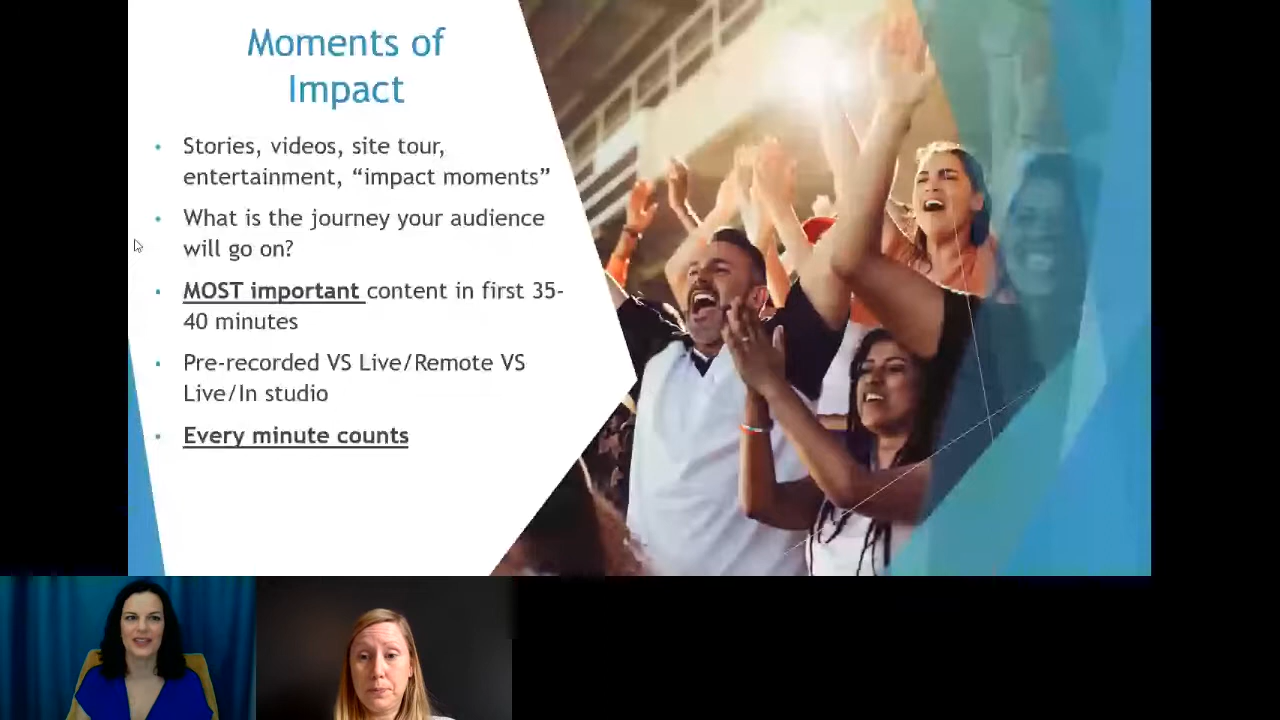 Moments of
Impact
• Stories, videos, site tour,
entertainment, “impact moments”
• What is the journey your audience
will go on?
• MOST important content in first 35-
40 minutes
• Pre-recorded VS Live/Remote VS
Live/In studio
• Every minute counts